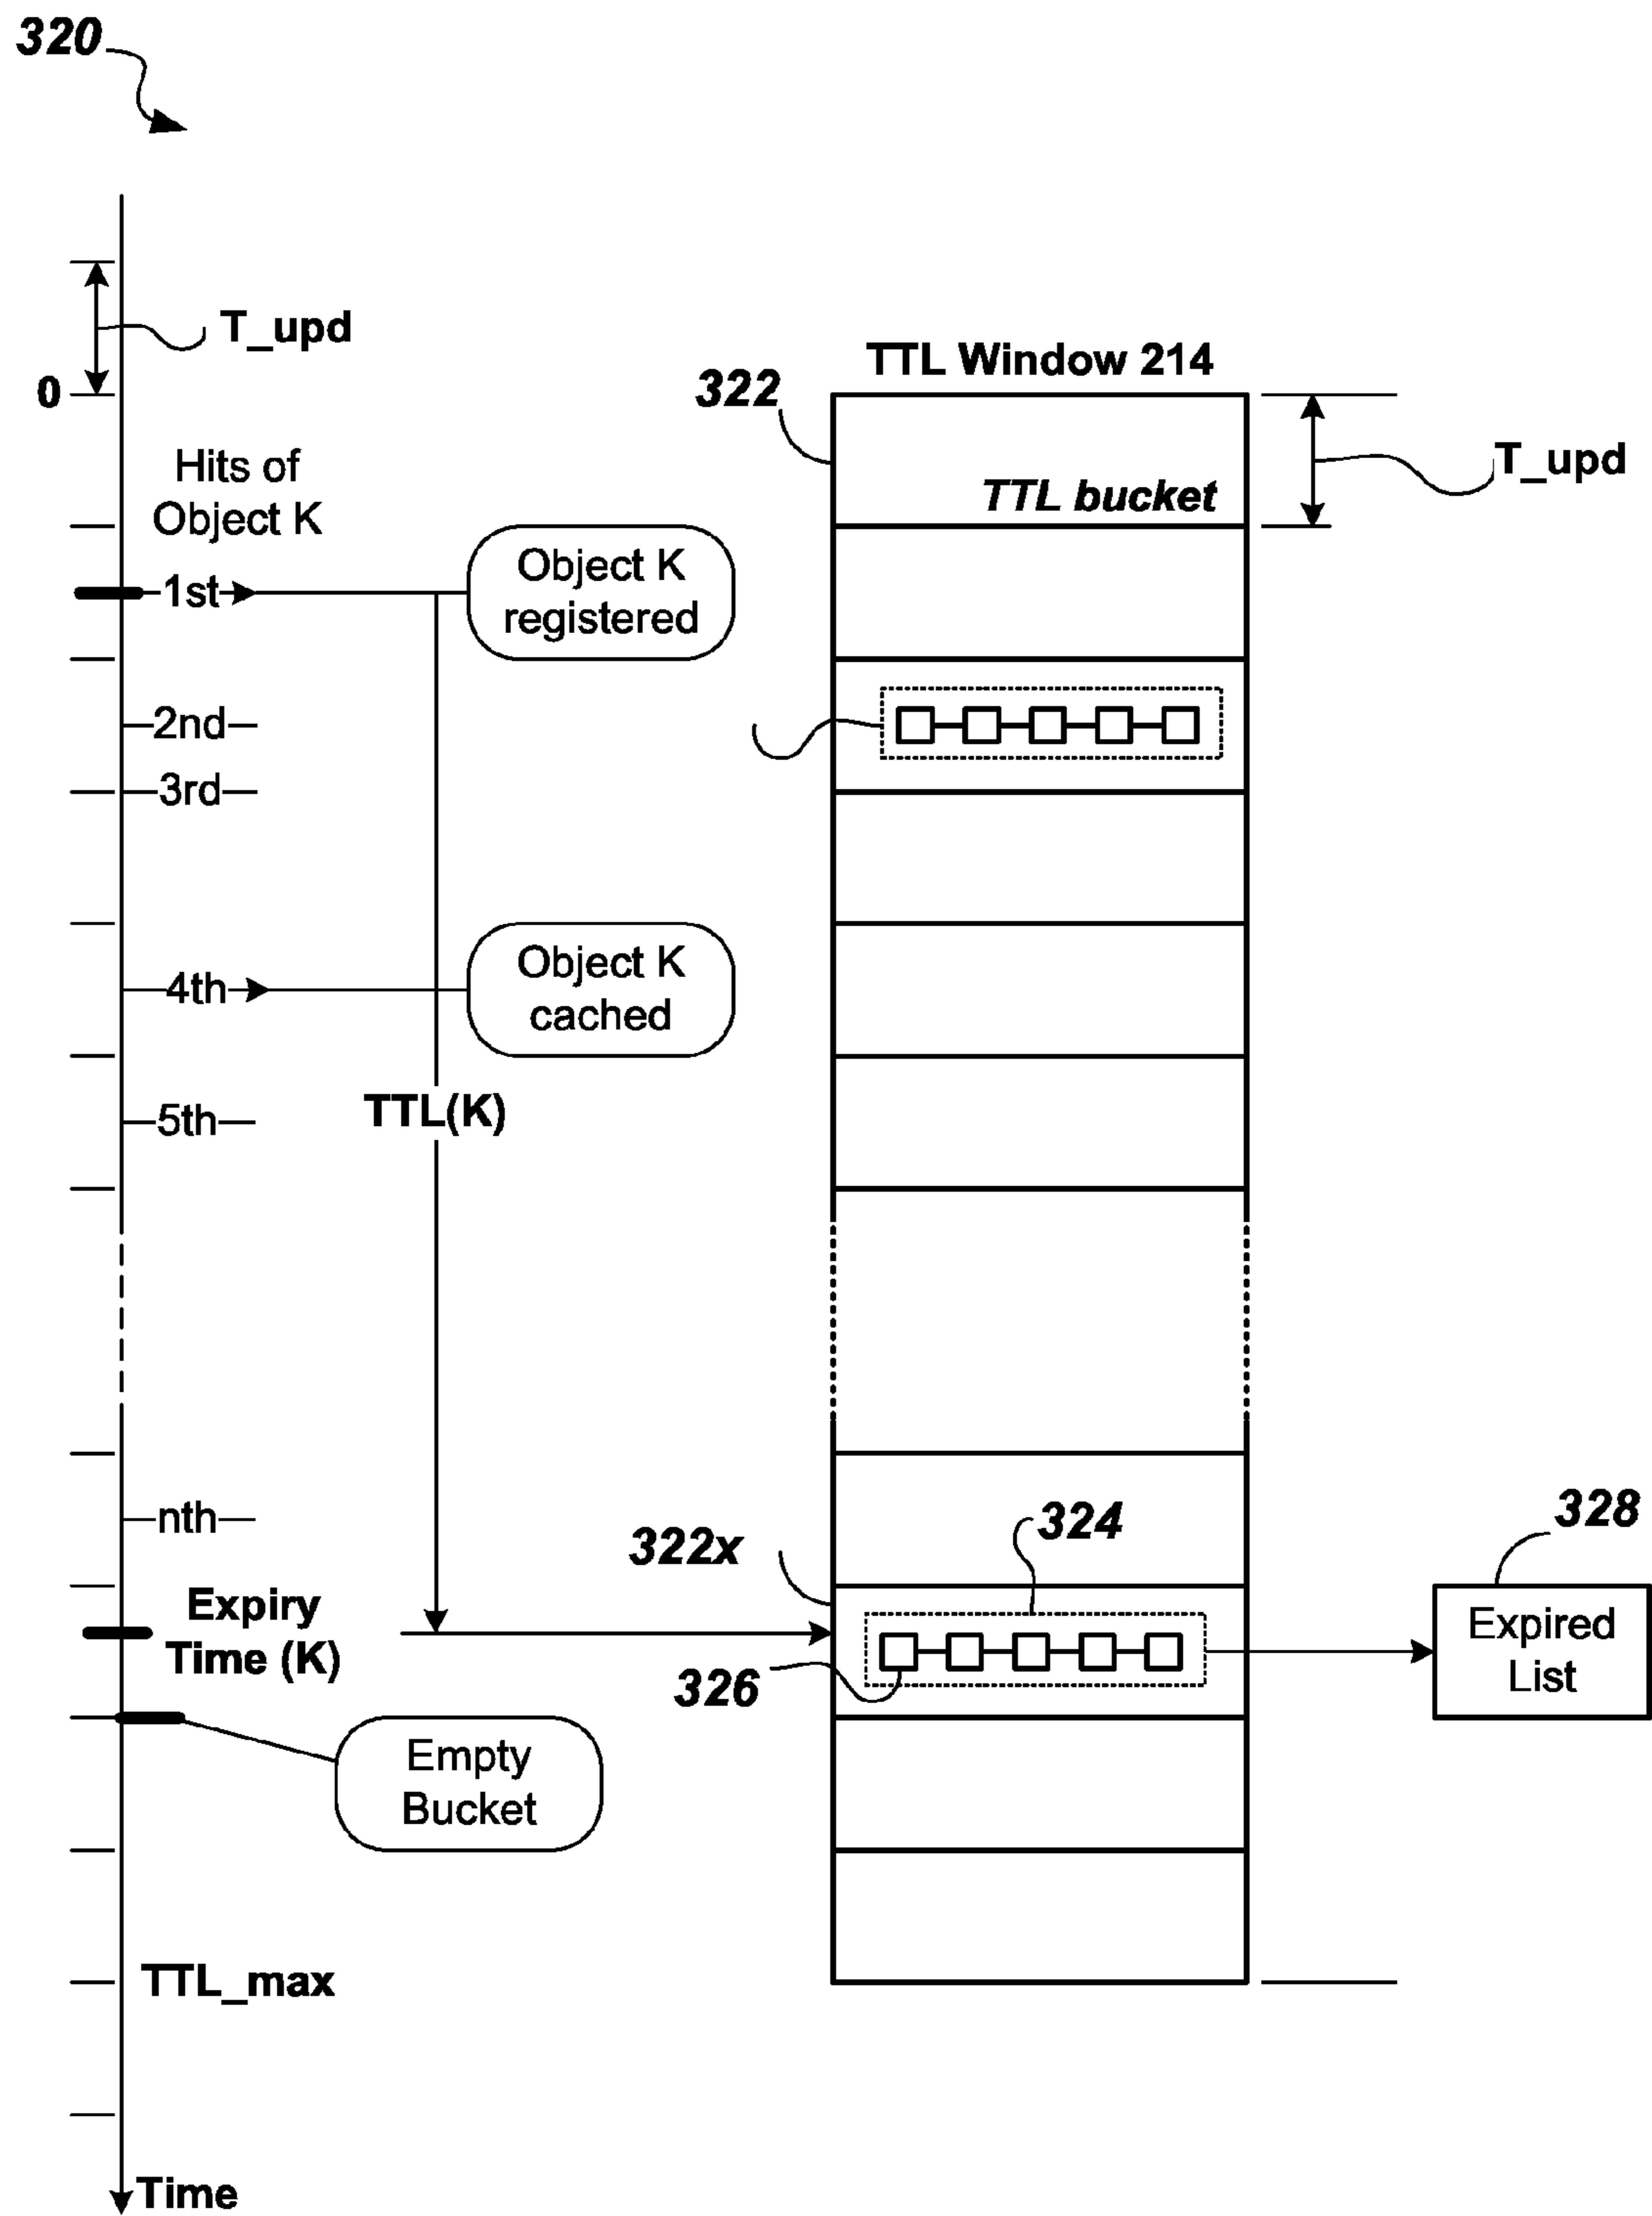 320
T_upd
0
TTL Window 214
322
T_upd
Hits of
Object K
TTL bucket
1st
Object K
registered
2nd
3rd
4th
Object K
cached
TTL(K)
5th
nth
324
328
322x
Expiry
Time (K)
326
Expired
List
Empty
Bucket
TTL_max
Time